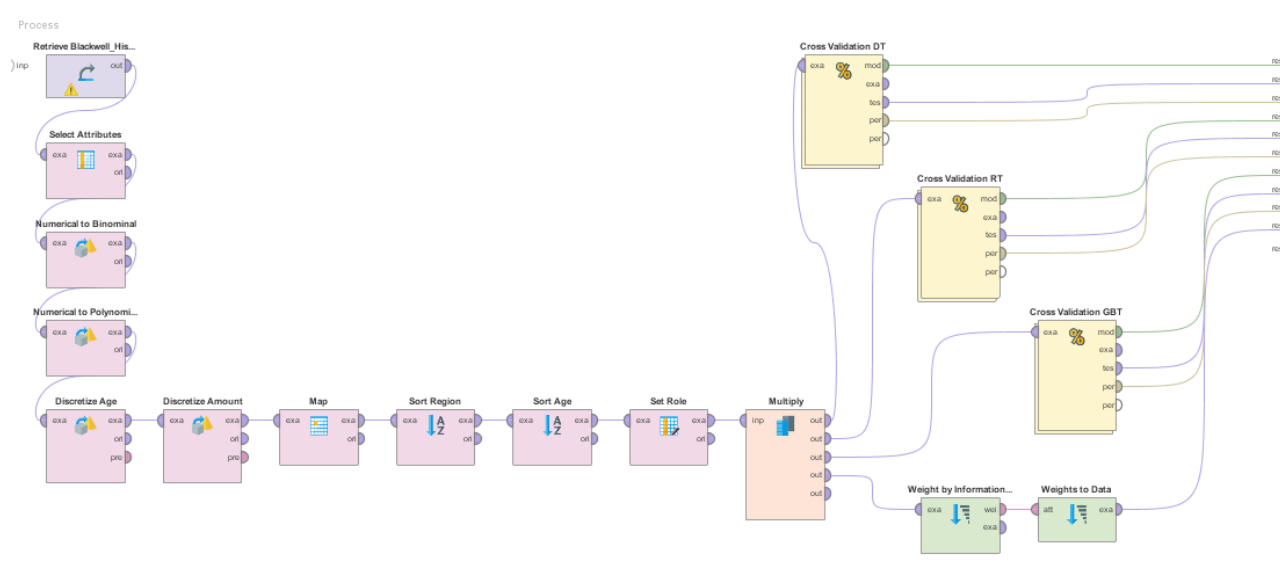 Process
inp
Retrieve Blackwell_His...
out
Select Attributes
exa exa
ori
Numerical to Binominal
exa exa
ori
Numerical to Polynomi...
exa exa
ori
Discretize Age
exa exa
ori
pre
Discretize Amount
exa exa
ori
pre
Map
exa exa
ori
Sort Region
exa exa
ori
Sort Age
exa exa
ori
Set Role
exa exa
ori
Multiply
inp out
out
out
out
out
Cross Validation DT
exa mod
exa
tes
per
per
Cross Validation RT
exa mod
exa
tes
per
per
Cross Validation GBT
exa mod
exa
tes
per
per
Weight by Information...
exa wei
exa
Weights to Data
att exa
res
res
res
res
res
res
res
res
res
res
res